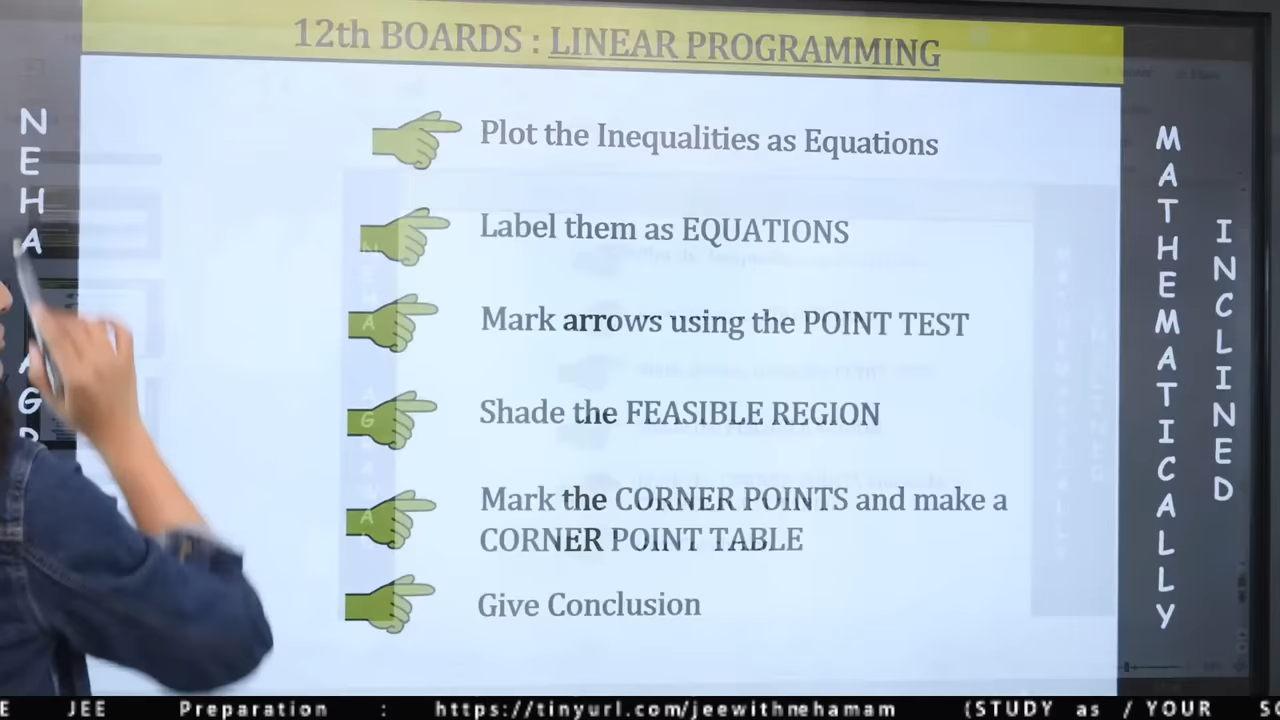 12th BOARDS : LINEAR PROGRAMMING
Plot the Inequalities as Equations
Label them as EQUATIONS
Mark arrows using the POINT TEST
Shade the FEASIBLE REGION
Mark the CORNER POINTS and make a
CORNER POINT TABLE
Give Conclusion
NEHA
AGR
MATHEMATICALLY
INCLINED
E JEE Preparation : https://tinyurl.com/jeewithnehamam (STUDY as / YOUR SC